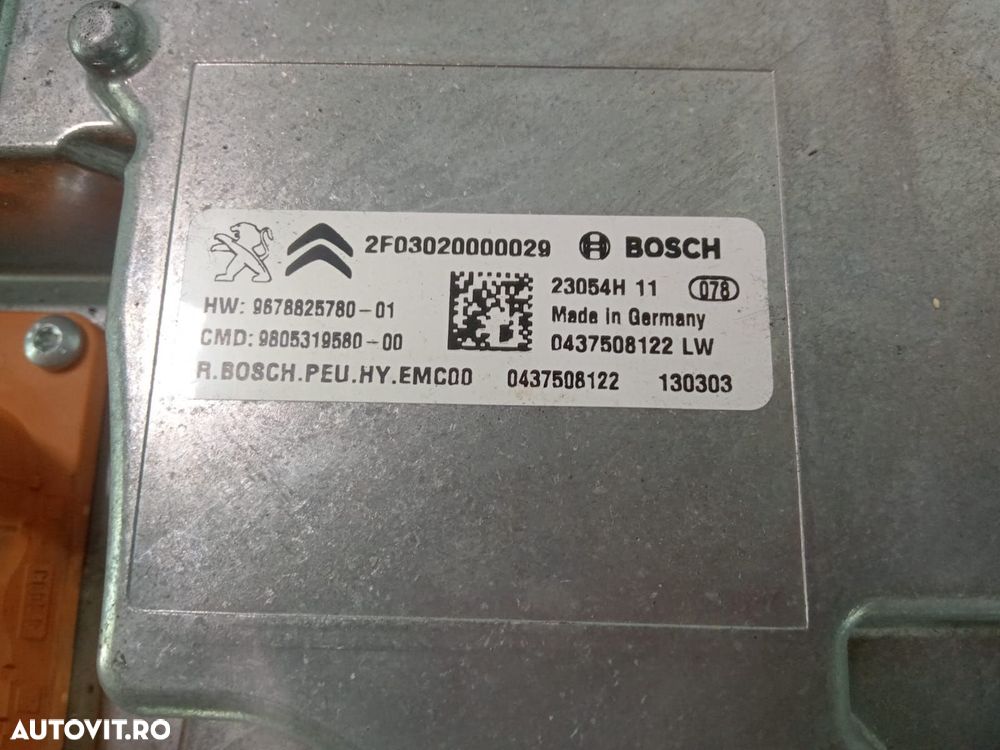 2F03020000029 BOSCH
HW: 9678825780-01
23054H 11 078
CMD: 9805319580-00
Made in Germany
0437508122 LW
R.BOSCH.PEU.HY.EMC00 0437508122 130303
AUTOVIT.RO